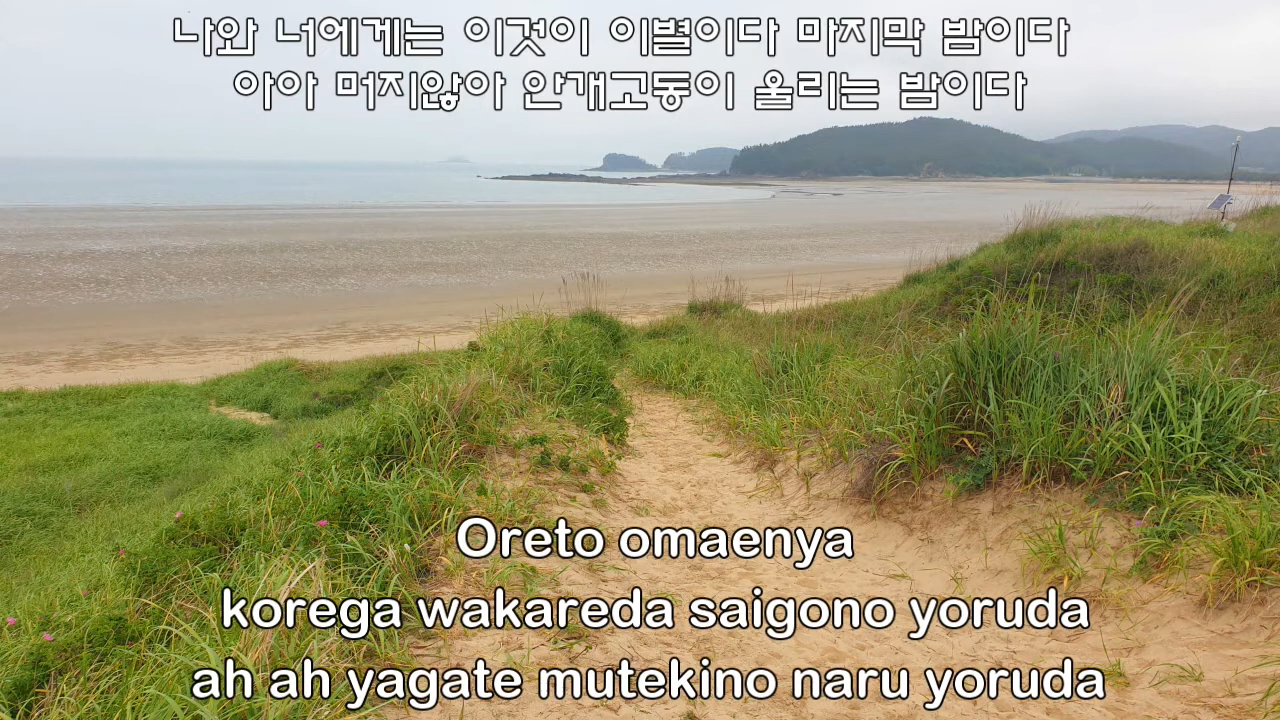 나와 너에게는 이것이 이별이다 마지막 밤이다
아아 머지않아 안개고동이 울리는 밤이다
Oreto omaenya
korega wakareda saigono yoruda
ah ah yagate mutekino naru yoruda